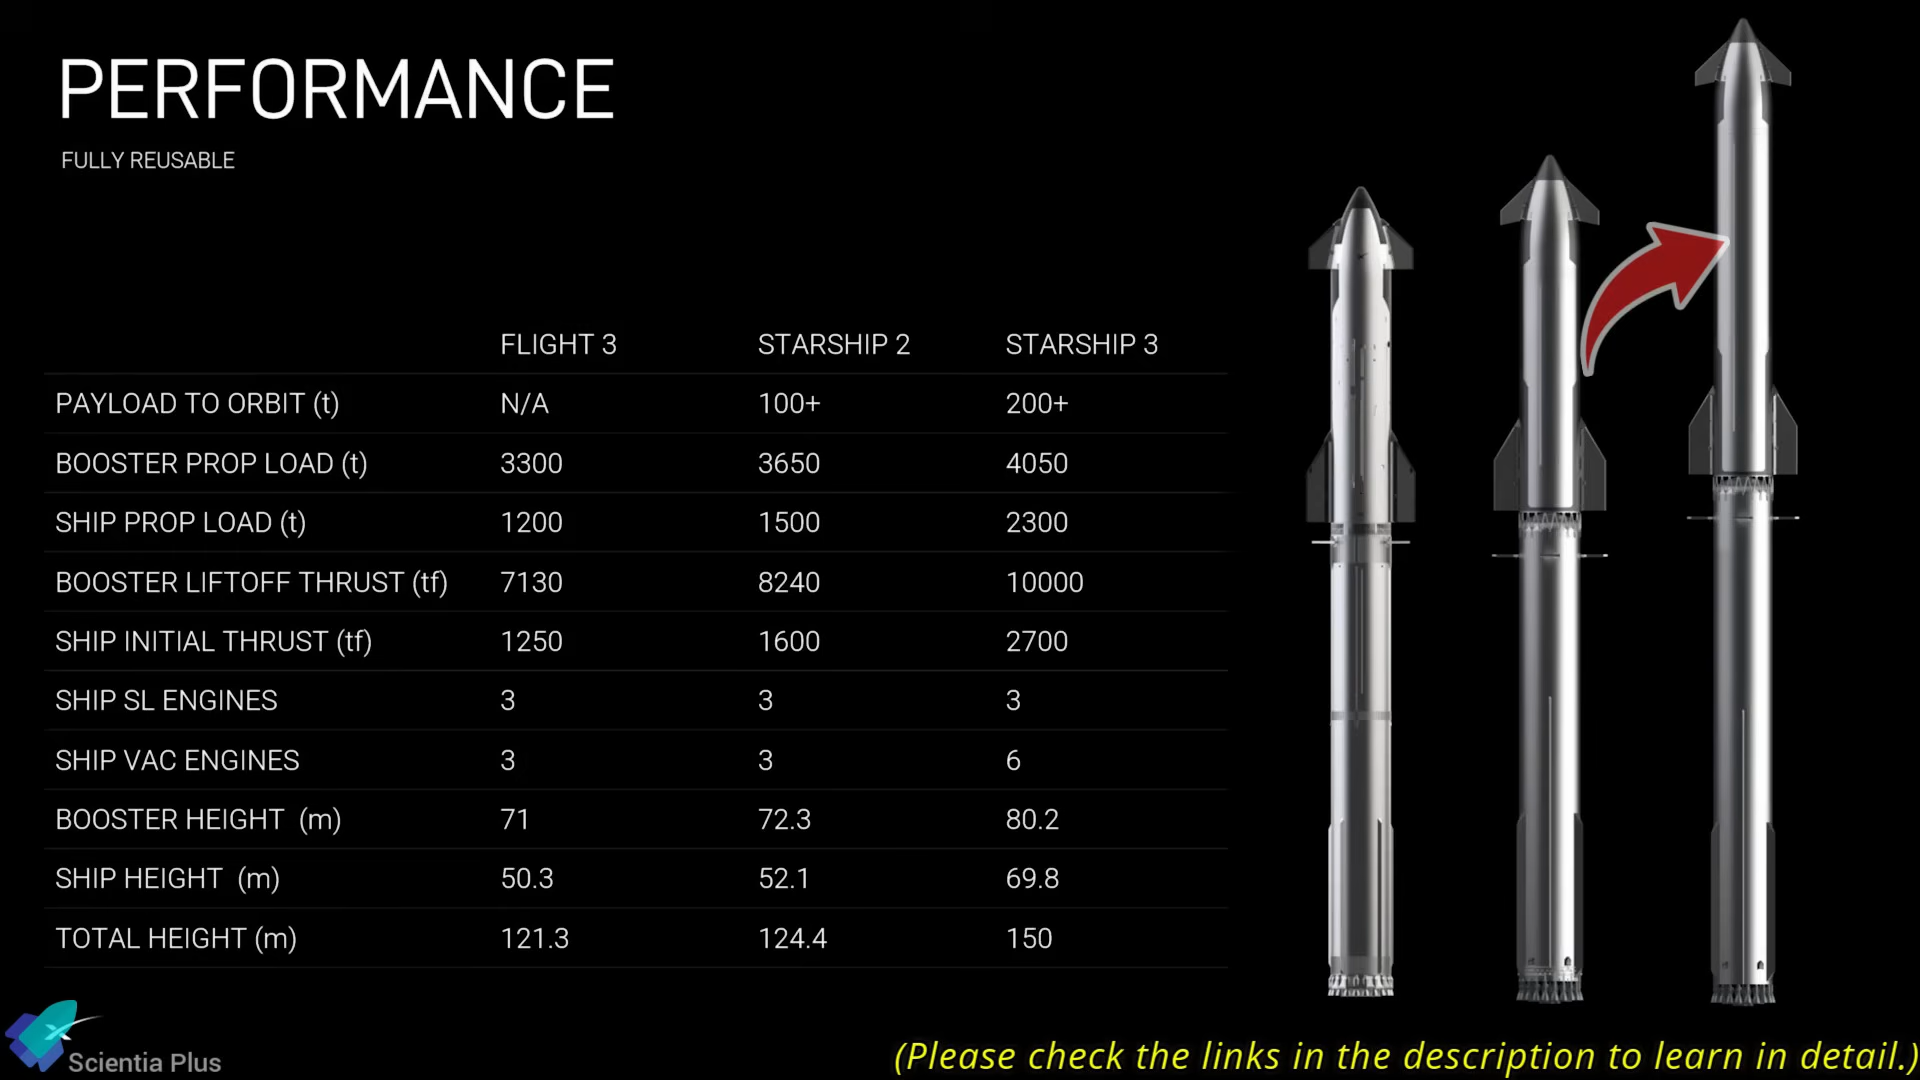 PERFORMANCE
FULLY REUSABLE
FLIGHT 3 STARSHIP 2 STARSHIP 3
PAYLOAD TO ORBIT (t) N/A 100+ 200+
BOOSTER PROP LOAD (t) 3300 3650 4050
SHIP PROP LOAD (t) 1200 1500 2300
BOOSTER LIFTOFF THRUST (tf) 7130 8240 10000
SHIP INITIAL THRUST (tf) 1250 1600 2700
SHIP SL ENGINES 3 3 3
SHIP VAC ENGINES 3 3 6
BOOSTER HEIGHT (m) 71 72.3 80.2
SHIP HEIGHT (m) 50.3 52.1 69.8
TOTAL HEIGHT (m) 121.3 124.4 150
Scientia Plus
(Please check the links in the description to learn in detail.)